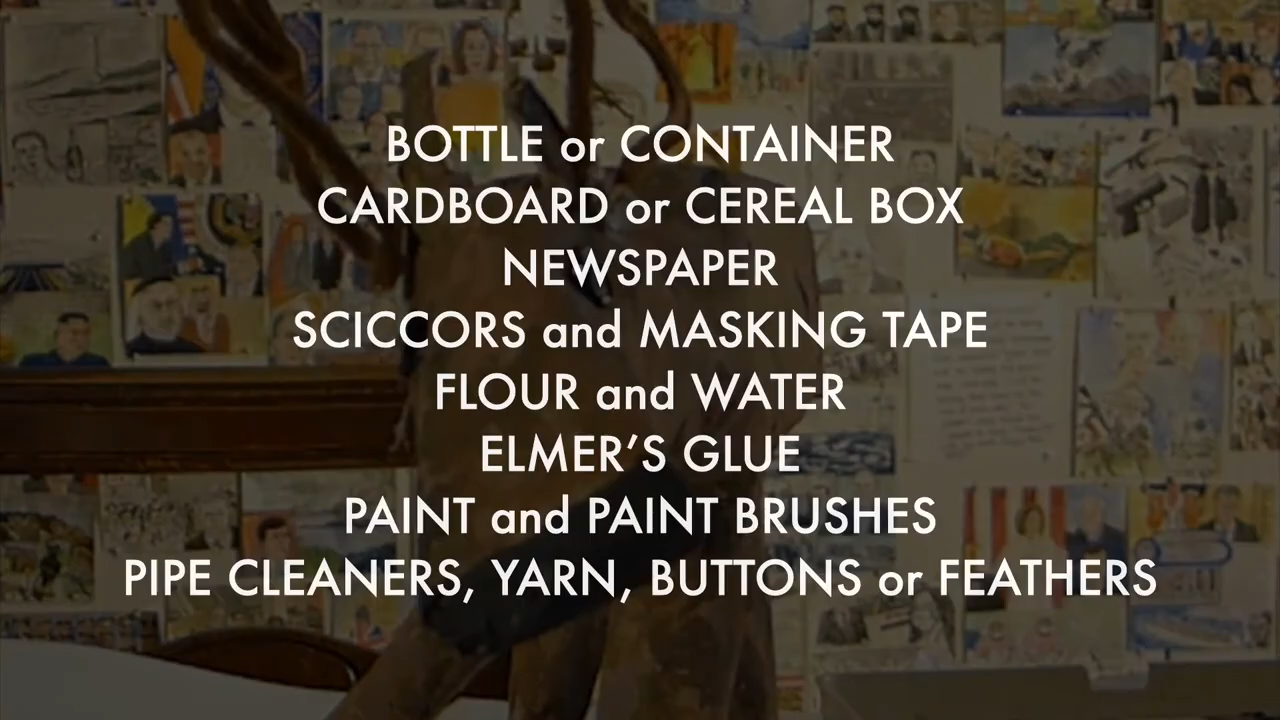 BOTTLE or CONTAINER
CARDBOARD or CEREAL BOX
NEWSPAPER
SCICCORS and MASKING TAPE
FLOUR and WATER
ELMER’S GLUE
PAINT and PAINT BRUSHES
PIPE CLEANERS, YARN, BUTTONS or FEATHERS